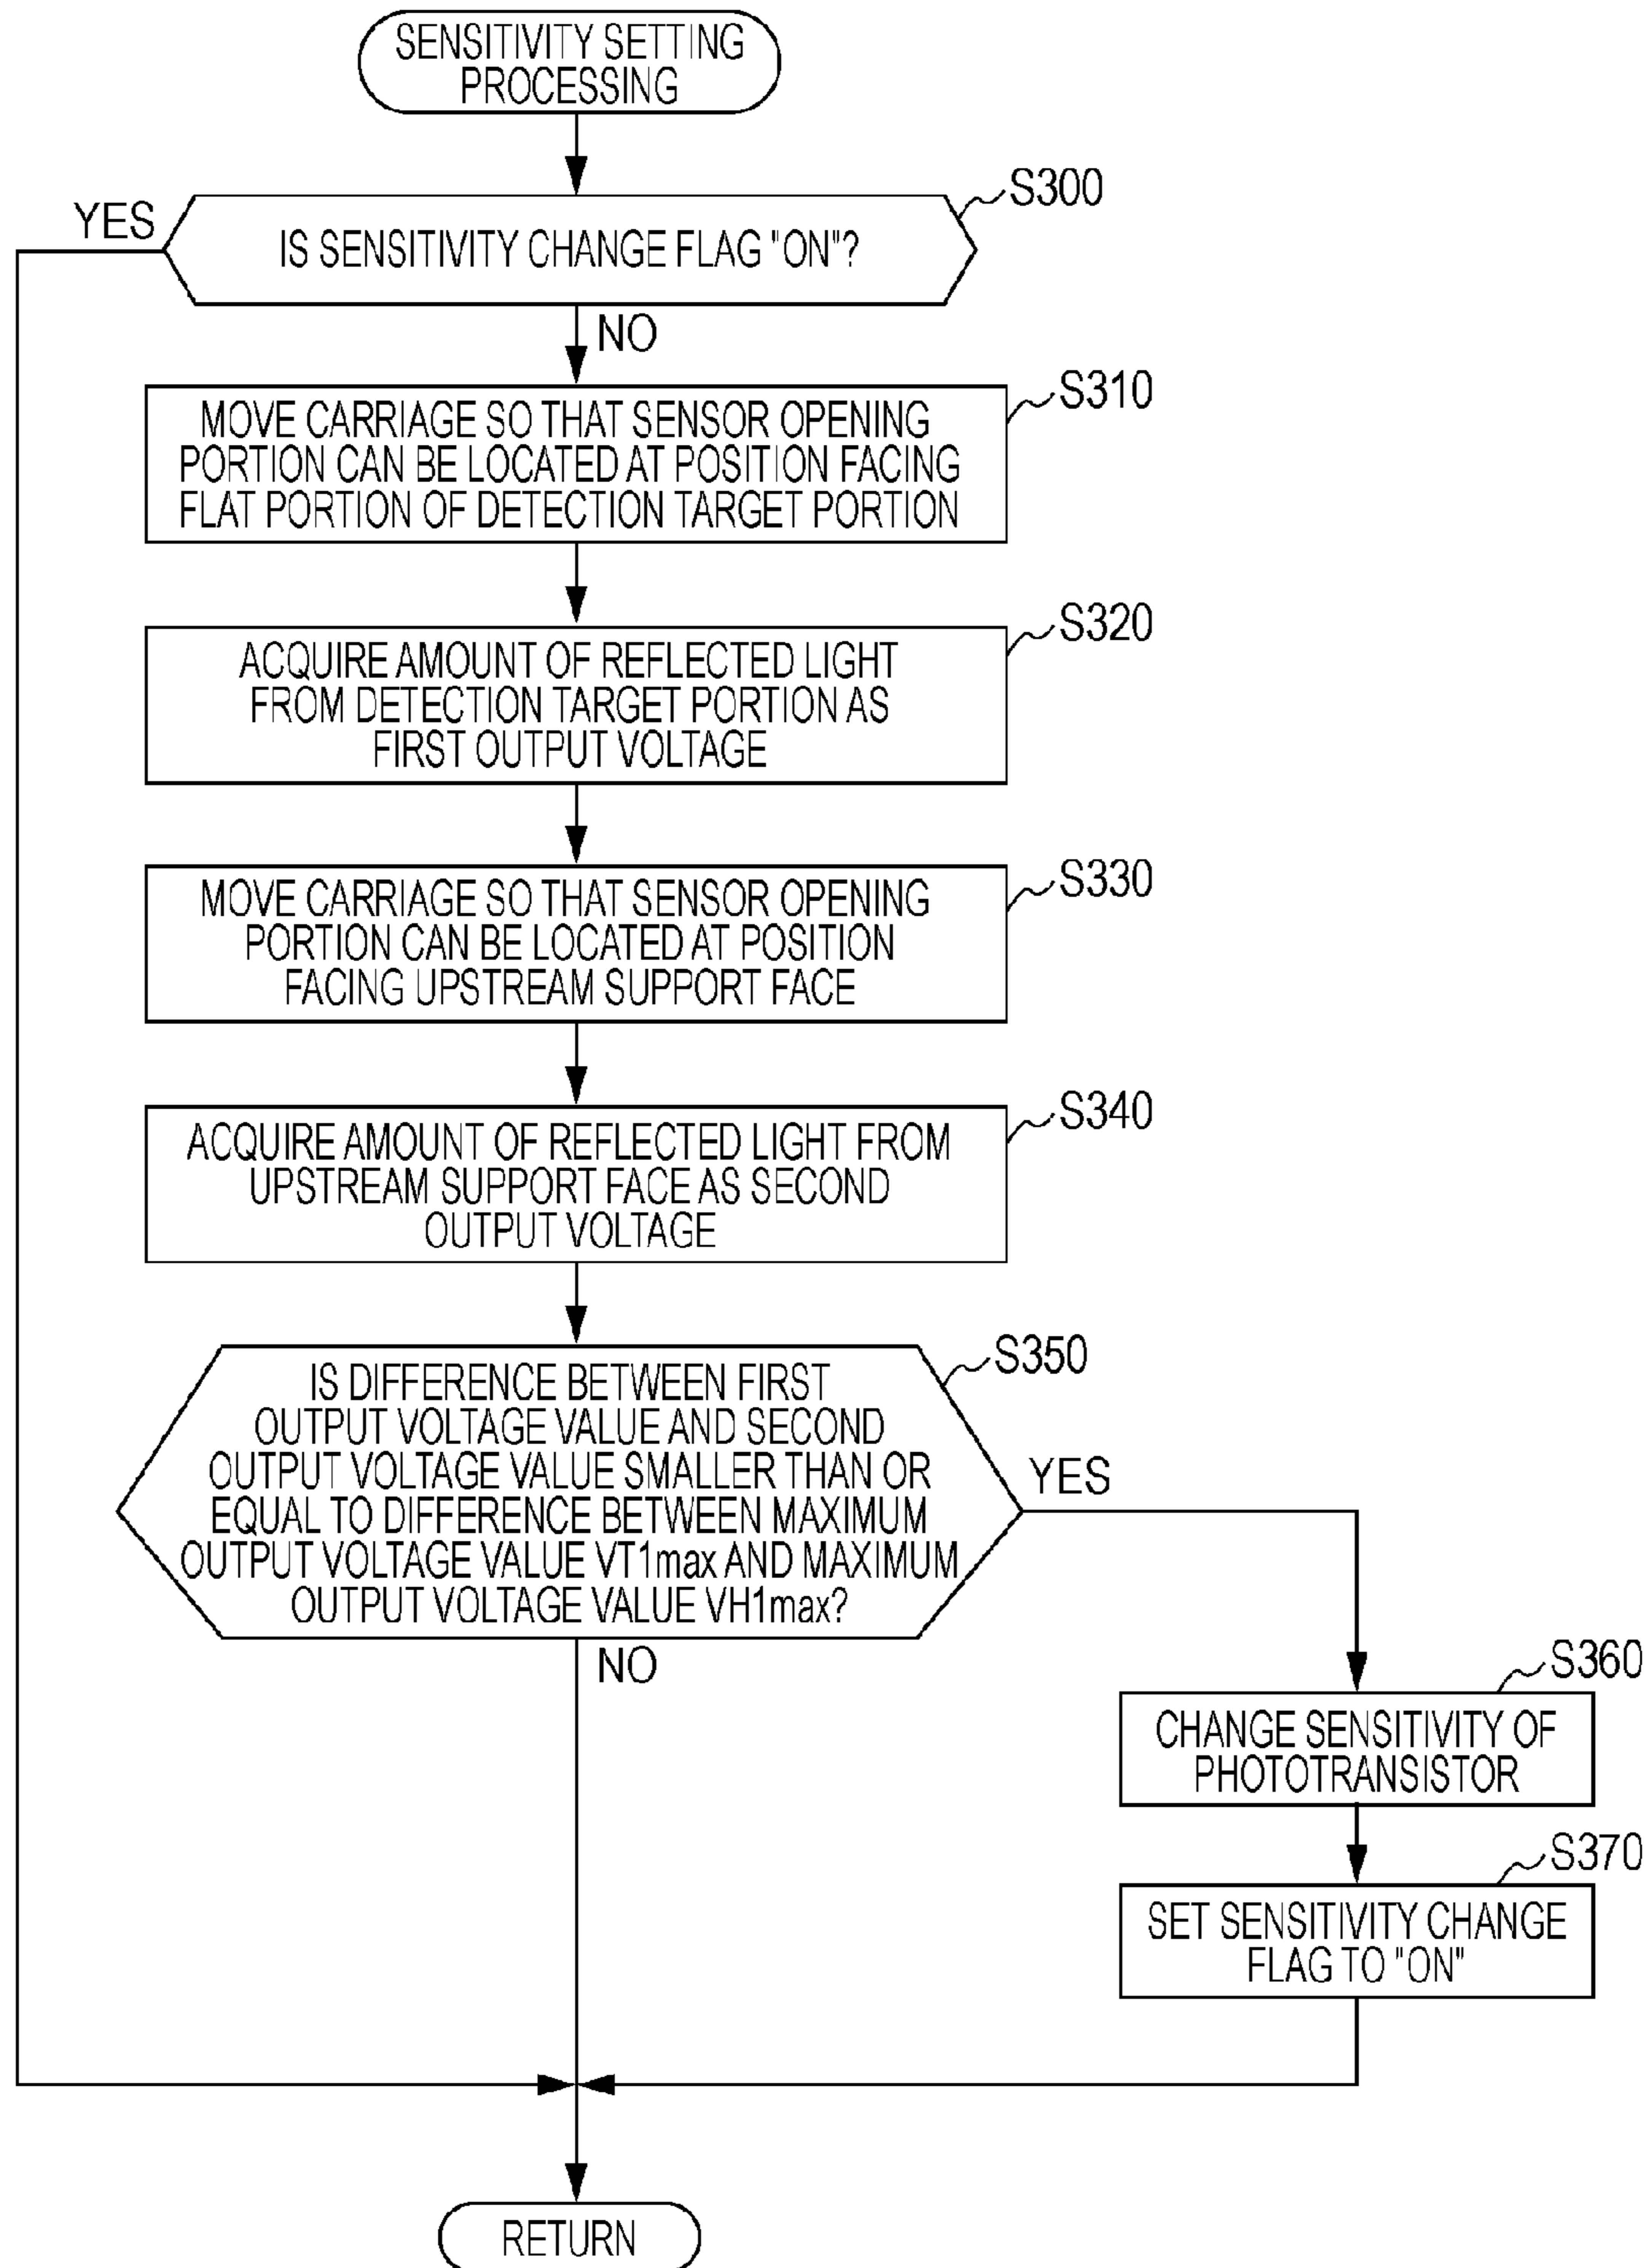 SENSITIVITY SETTING
PROCESSING
S300
YES
IS SENSITIVITY CHANGE FLAG "ON"?
NO
S310
MOVE CARRIAGE SO THAT SENSOR OPENING
PORTION CAN BE LOCATED AT POSITION FACING
FLAT PORTION OF DETECTION TARGET PORTION
S320
ACQUIRE AMOUNT OF REFLECTED LIGHT
FROM DETECTION TARGET PORTION AS
FIRST OUTPUT VOLTAGE
S330
MOVE CARRIAGE SO THAT SENSOR OPENING
PORTION CAN BE LOCATED AT POSITION
FACING UPSTREAM SUPPORT FACE
S340
ACQUIRE AMOUNT OF REFLECTED LIGHT FROM
UPSTREAM SUPPORT FACE AS SECOND
OUTPUT VOLTAGE
S350
IS DIFFERENCE BETWEEN FIRST
OUTPUT VOLTAGE VALUE AND SECOND
OUTPUT VOLTAGE VALUE SMALLER THAN OR
EQUAL TO DIFFERENCE BETWEEN MAXIMUM
OUTPUT VOLTAGE VALUE VT1max AND MAXIMUM
OUTPUT VOLTAGE VALUE VH1max?
YES
NO
S360
CHANGE SENSITIVITY OF
PHOTOTRANSISTOR
S370
SET SENSITIVITY CHANGE
FLAG TO "ON"
RETURN